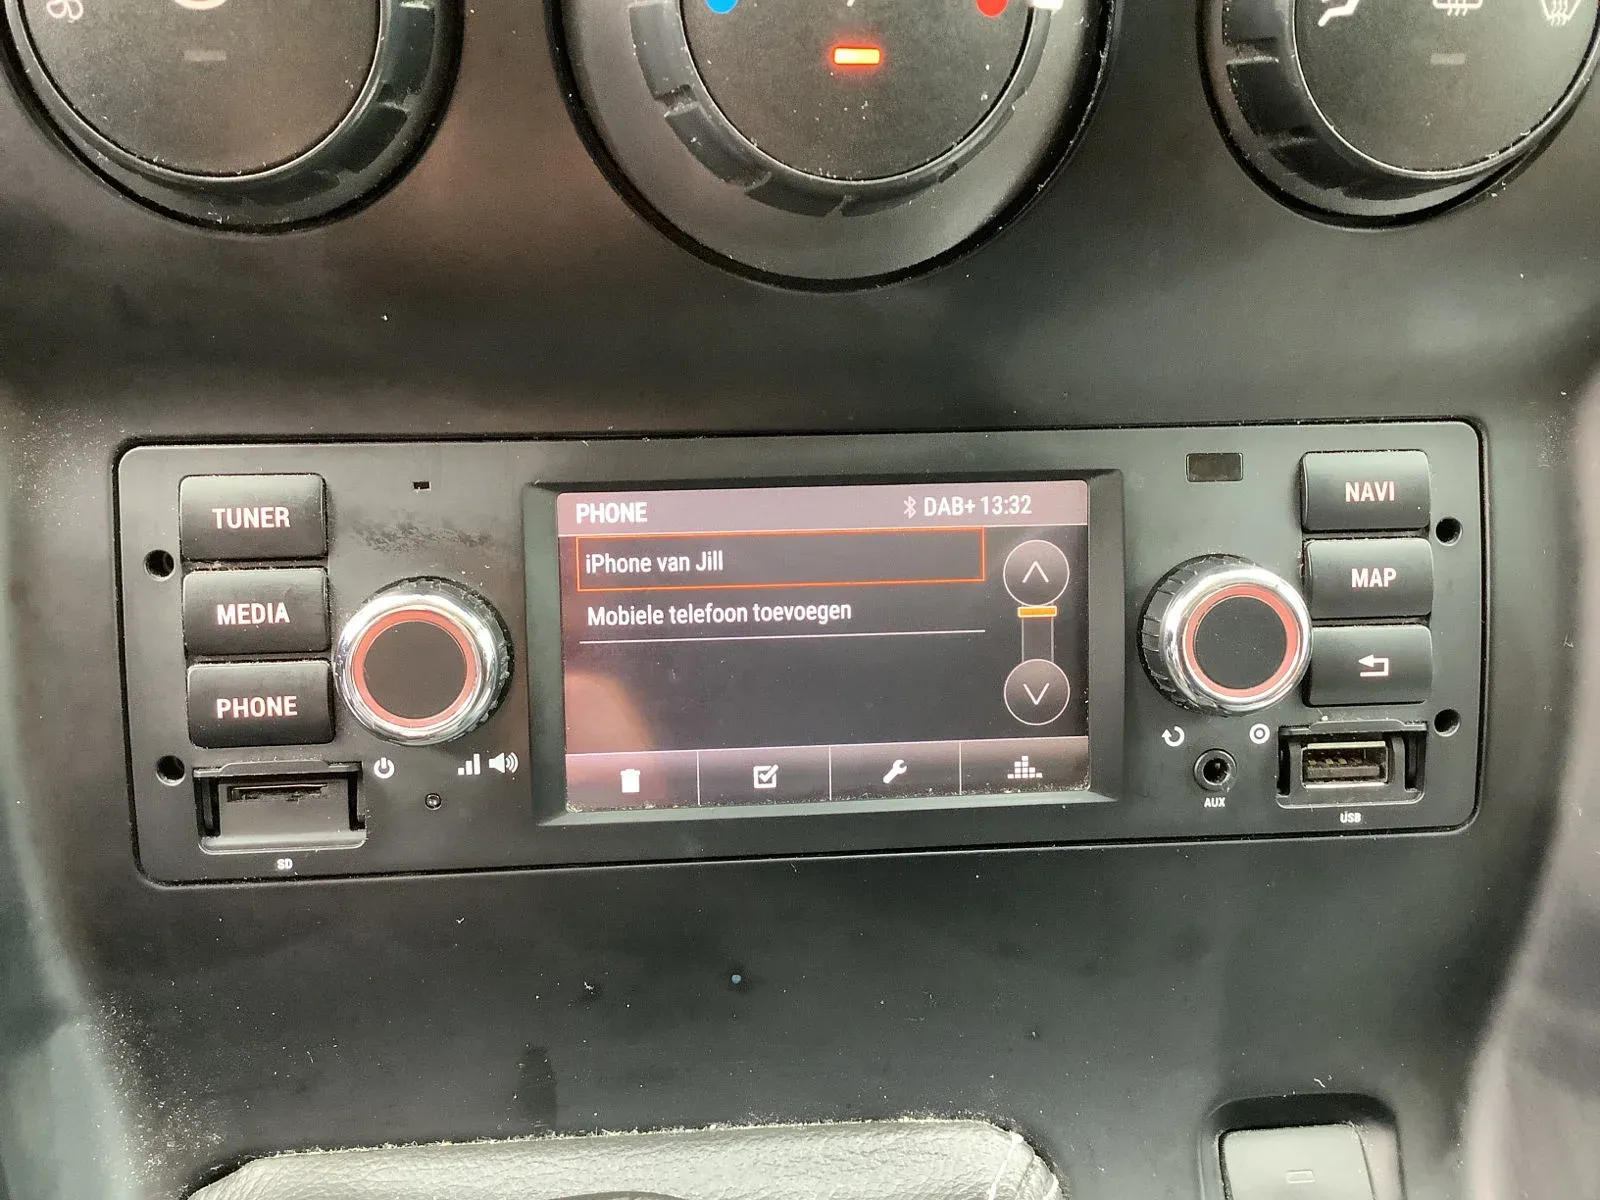 TUNER
MEDIA
PHONE
SD
PHONE
DAB+ 13:32
iPhone van Jill
Mobiele telefoon toevoegen
NAVI
MAP
AUX
USB